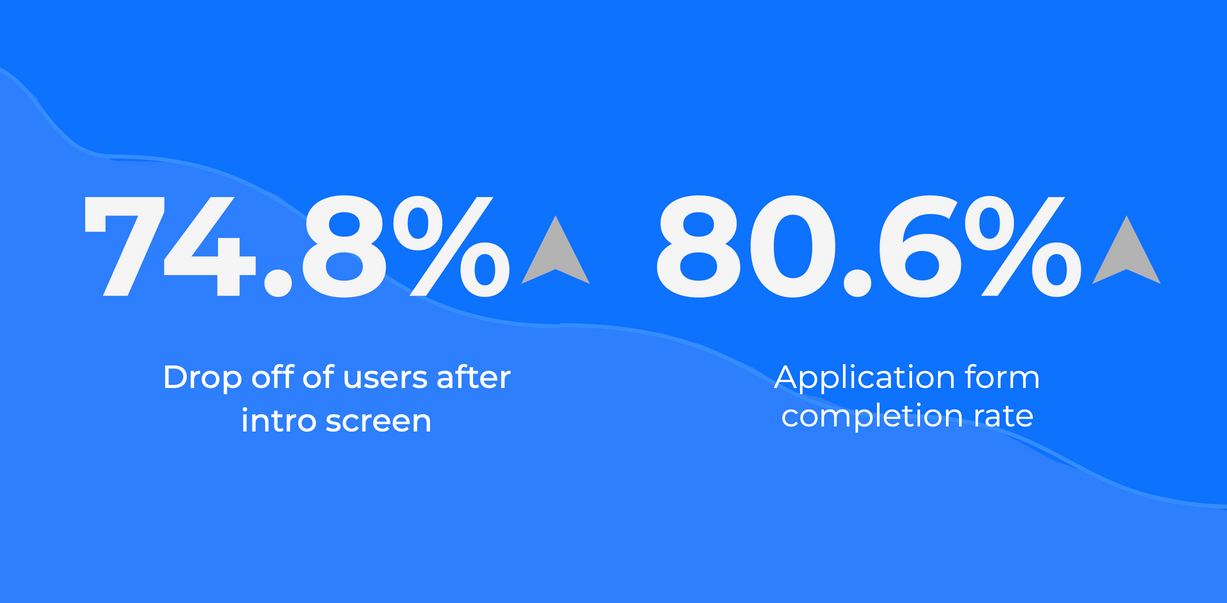 74.8%
80.6%
Drop off of users after
intro screen
Application form
completion rate